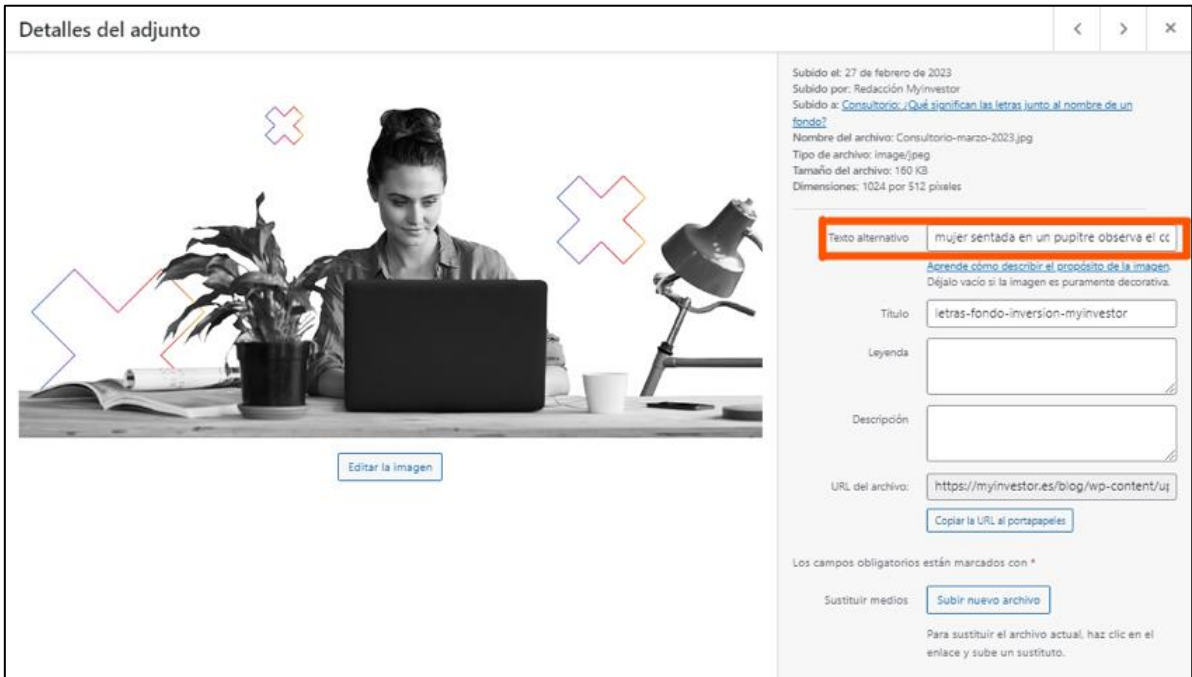 Detalles del adjunto
Subido el: 27 de febrero de 2023
Subido por: Redacción MyInvestor
Subido a: Consultorio: ¿Qué significan las letras junto al nombre de un
fondo?
Nombre del archivo: Consultorio-marzo-2023.jpg
Tipo de archivo: image/jpeg
Tamaño del archivo: 160 KB
Dimensiones: 1024 por 512 píxeles
Texto alternativo mujer sentada en un pupitre observa el co
Aprende cómo describir el propósito de la imagen.
Déjalo vacío si la imagen es puramente decorativa.
Título letras-fondo-inversion-myinvestor
Leyenda
Descripción
Editar la imagen
URL del archivo: https://myinvestor.es/blog/wp-content/up
Copiar la URL al portapapeles
Los campos obligatorios están marcados con *
Sustituir medios Subir nuevo archivo
Para sustituir el archivo actual, haz clic en el
enlace y sube un sustituto.